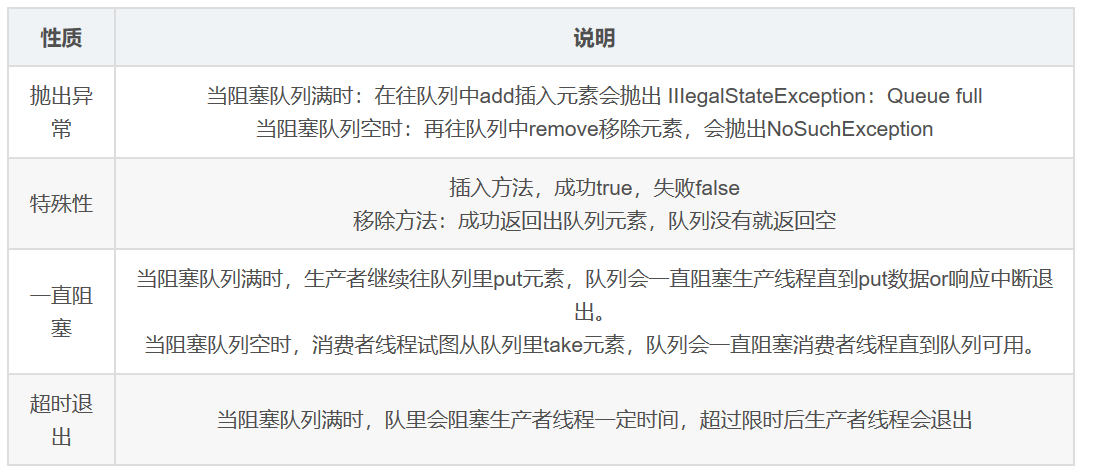 性质 说明
抛出异
常
当阻塞队列满时：在往队列中add插入元素会抛出 IIIegalStateException：Queue full
当阻塞队列空时：再往队列中remove移除元素，会抛出NoSuchException
特殊性
插入方法，成功true，失败false
移除方法：成功返回出队列元素，队列没有就返回空
一直阻
塞
当阻塞队列满时，生产者继续往队列里put元素，队列会一直阻塞生产线程直到put数据or响应中断退
出。
当阻塞队列空时，消费者线程试图从队列里take元素，队列会一直阻塞消费者线程直到队列可用。
超时退
出
当阻塞队列满时，队里会阻塞生产者线程一定时间，超过限时后生产者线程会退出